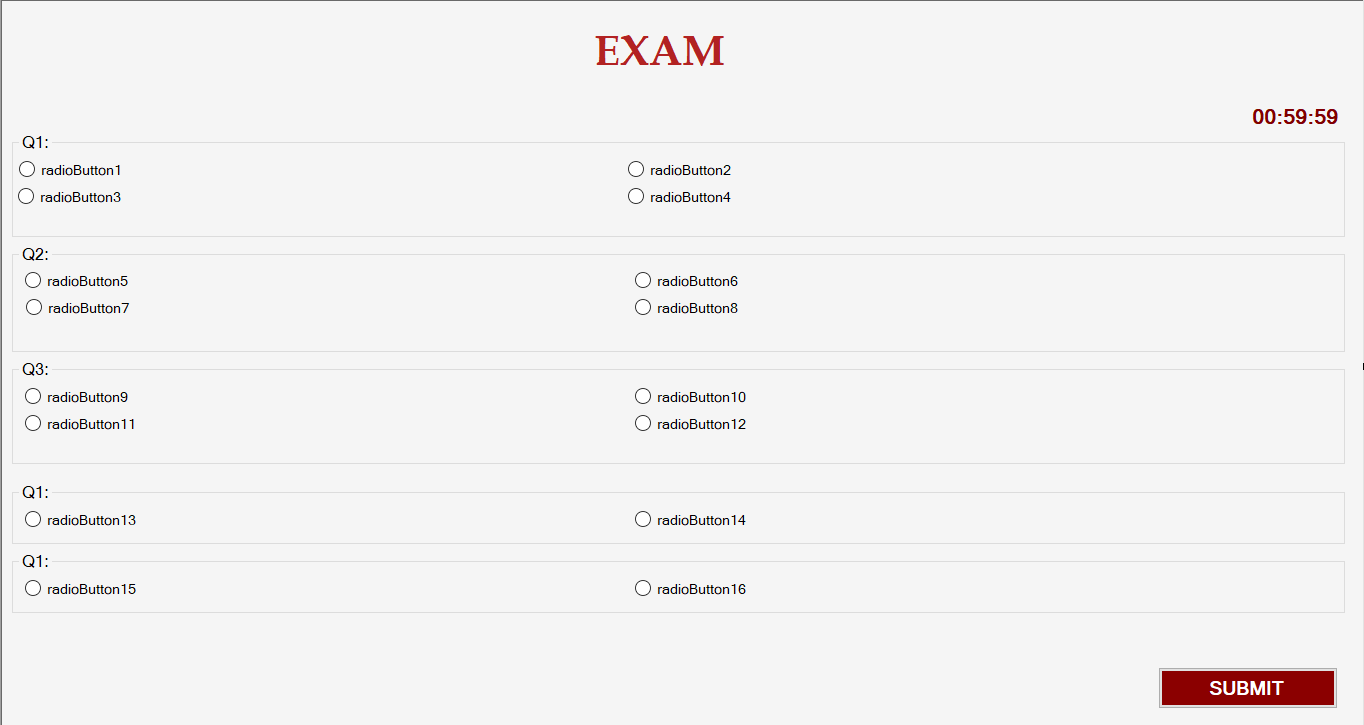 EXAM
00:59:59
Q1:
radioButton1 radioButton2
radioButton3 radioButton4
Q2:
radioButton5 radioButton6
radioButton7 radioButton8
Q3:
radioButton9 radioButton10
radioButton11 radioButton12
Q1:
radioButton13 radioButton14
Q1:
radioButton15 radioButton16
SUBMIT